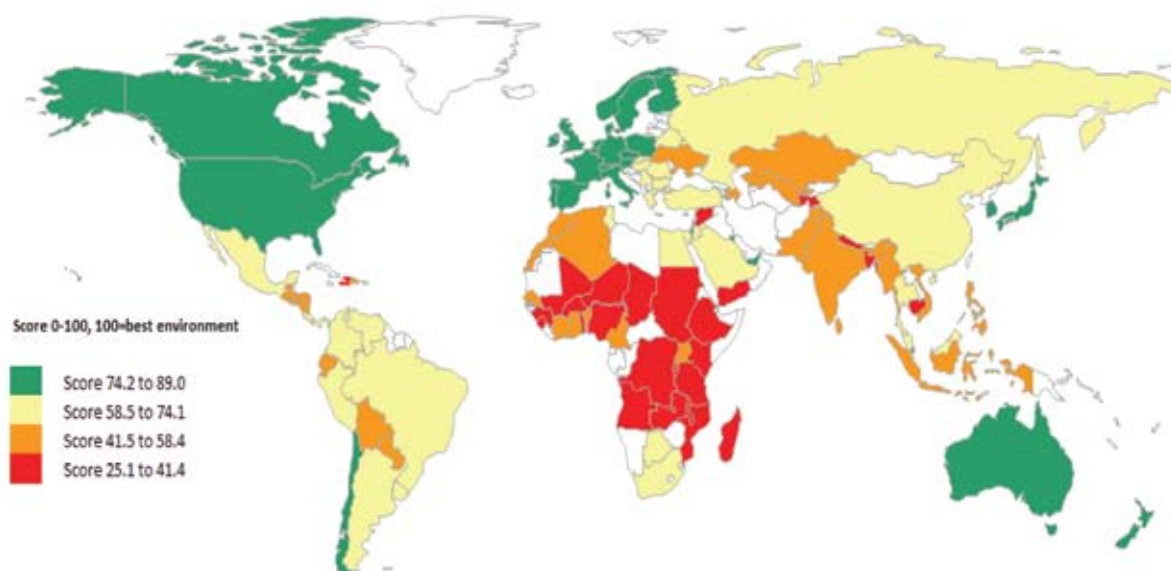 Score 0-100, 100=best environment
Score 74.2 to 89.0
Score 58.5 to 74.1
Score 41.5 to 58.4
Score 25.1 to 41.4